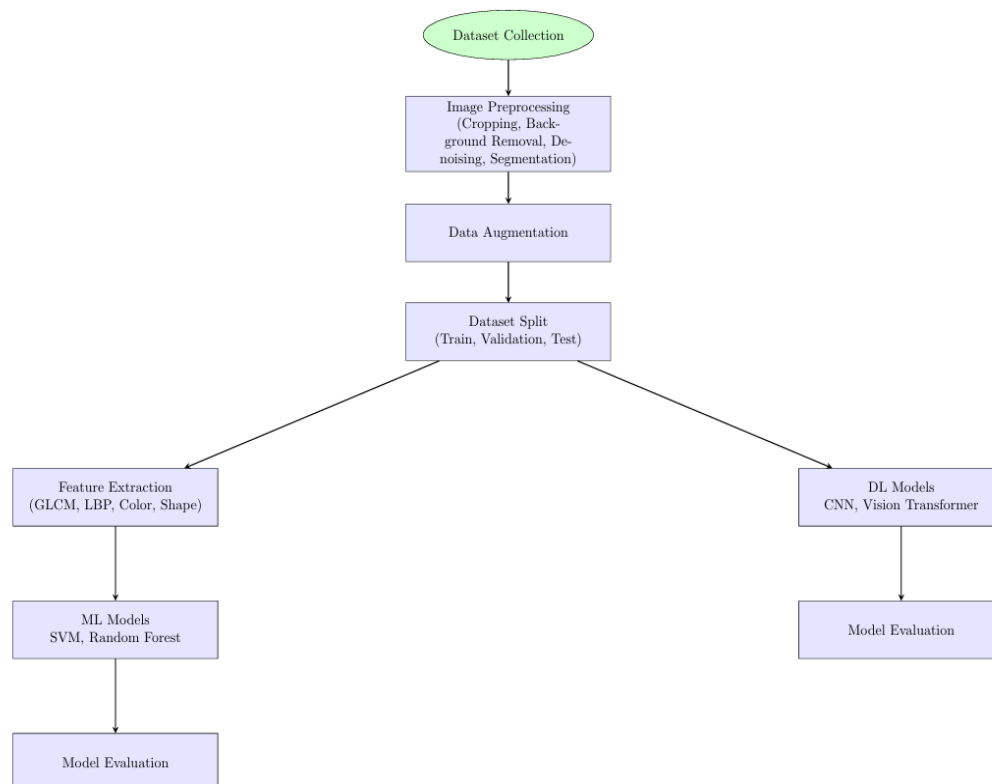 Dataset Collection
Image Preprocessing
(Cropping, Back-
ground Removal, De-
noising, Segmentation)
Data Augmentation
Dataset Split
(Train, Validation, Test)
Feature Extraction
(GLCM, LBP, Color, Shape)
DL Models
CNN, Vision Transformer
ML Models
SVM, Random Forest
Model Evaluation
Model Evaluation